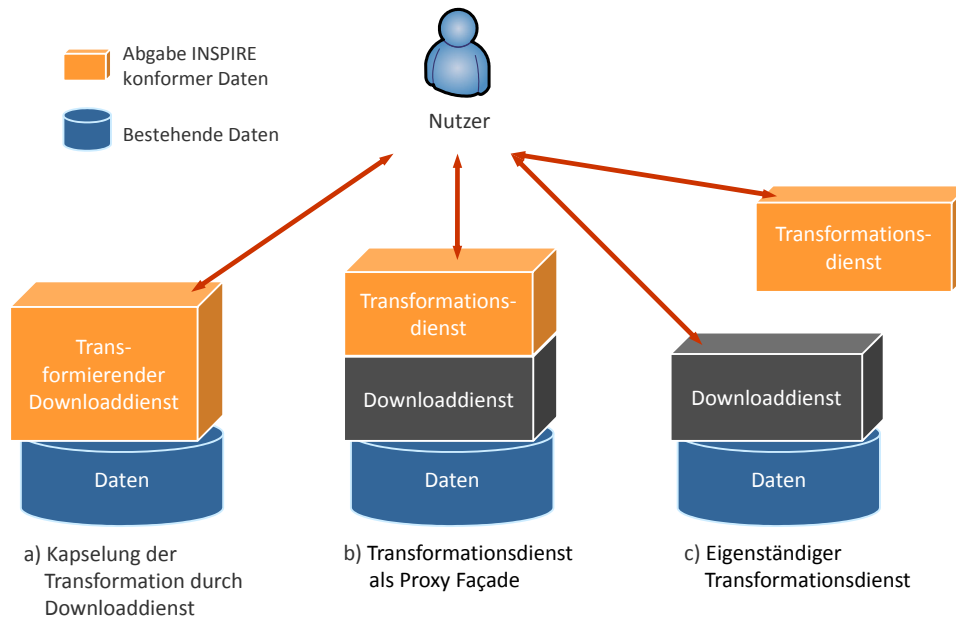 Abgabe INSPIRE
konformer Daten
Bestehende Daten
Nutzer
Transformations-
dienst
Trans-
formierender
Downloaddienst
Daten
Transformations-
dienst
Downloaddienst
Daten
Downloaddienst
Daten
a) Kapselung der
Transformation durch
Downloaddienst
b) Transformationsdienst
als Proxy Façade
c) Eigenständiger
Transformationsdienst